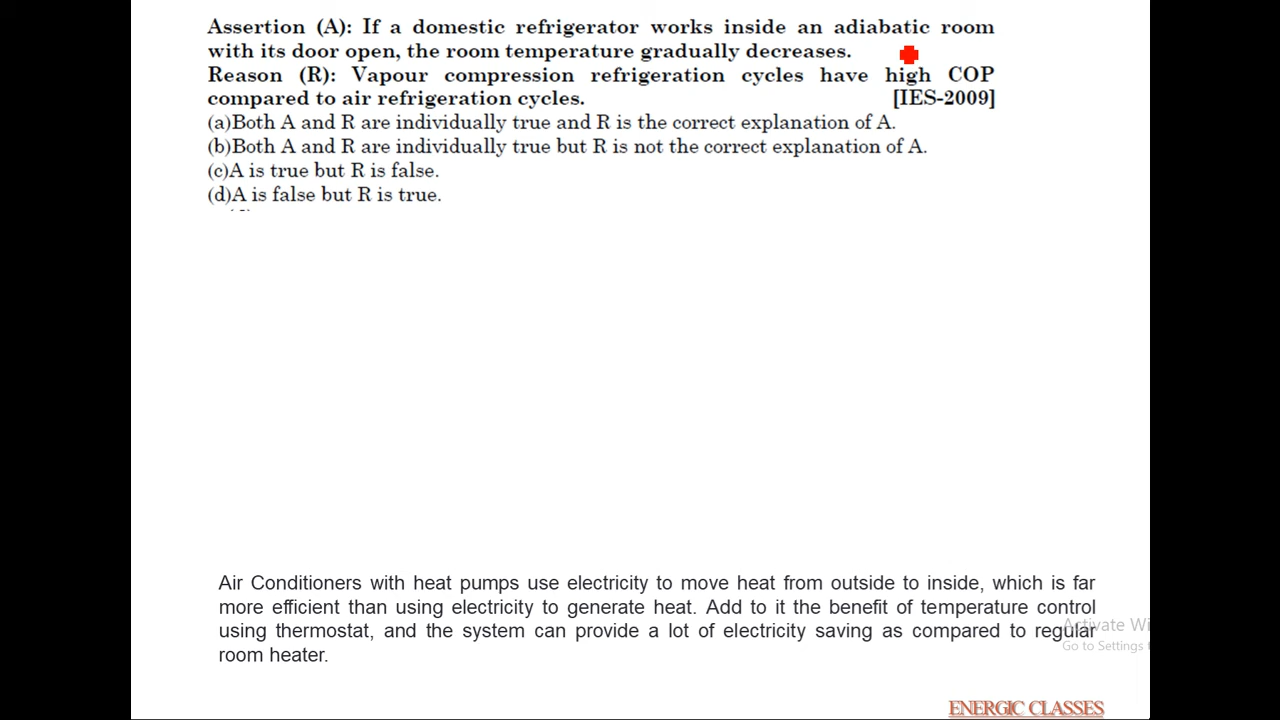 Assertion (A): If a domestic refrigerator works inside an adiabatic room
with its door open, the room temperature gradually decreases.
Reason (R): Vapour compression refrigeration cycles have high COP
compared to air refrigeration cycles. [IES-2009]
(a)Both A and R are individually true and R is the correct explanation of A.
(b)Both A and R are individually true but R is not the correct explanation of A.
(c)A is true but R is false.
(d)A is false but R is true.
Air Conditioners with heat pumps use electricity to move heat from outside to inside, which is far
more efficient than using electricity to generate heat. Add to it the benefit of temperature control
using thermostat, and the system can provide a lot of electricity saving as compared to regular
room heater.
Activate Wi
Go to Settings
ENERGIC CLASSES